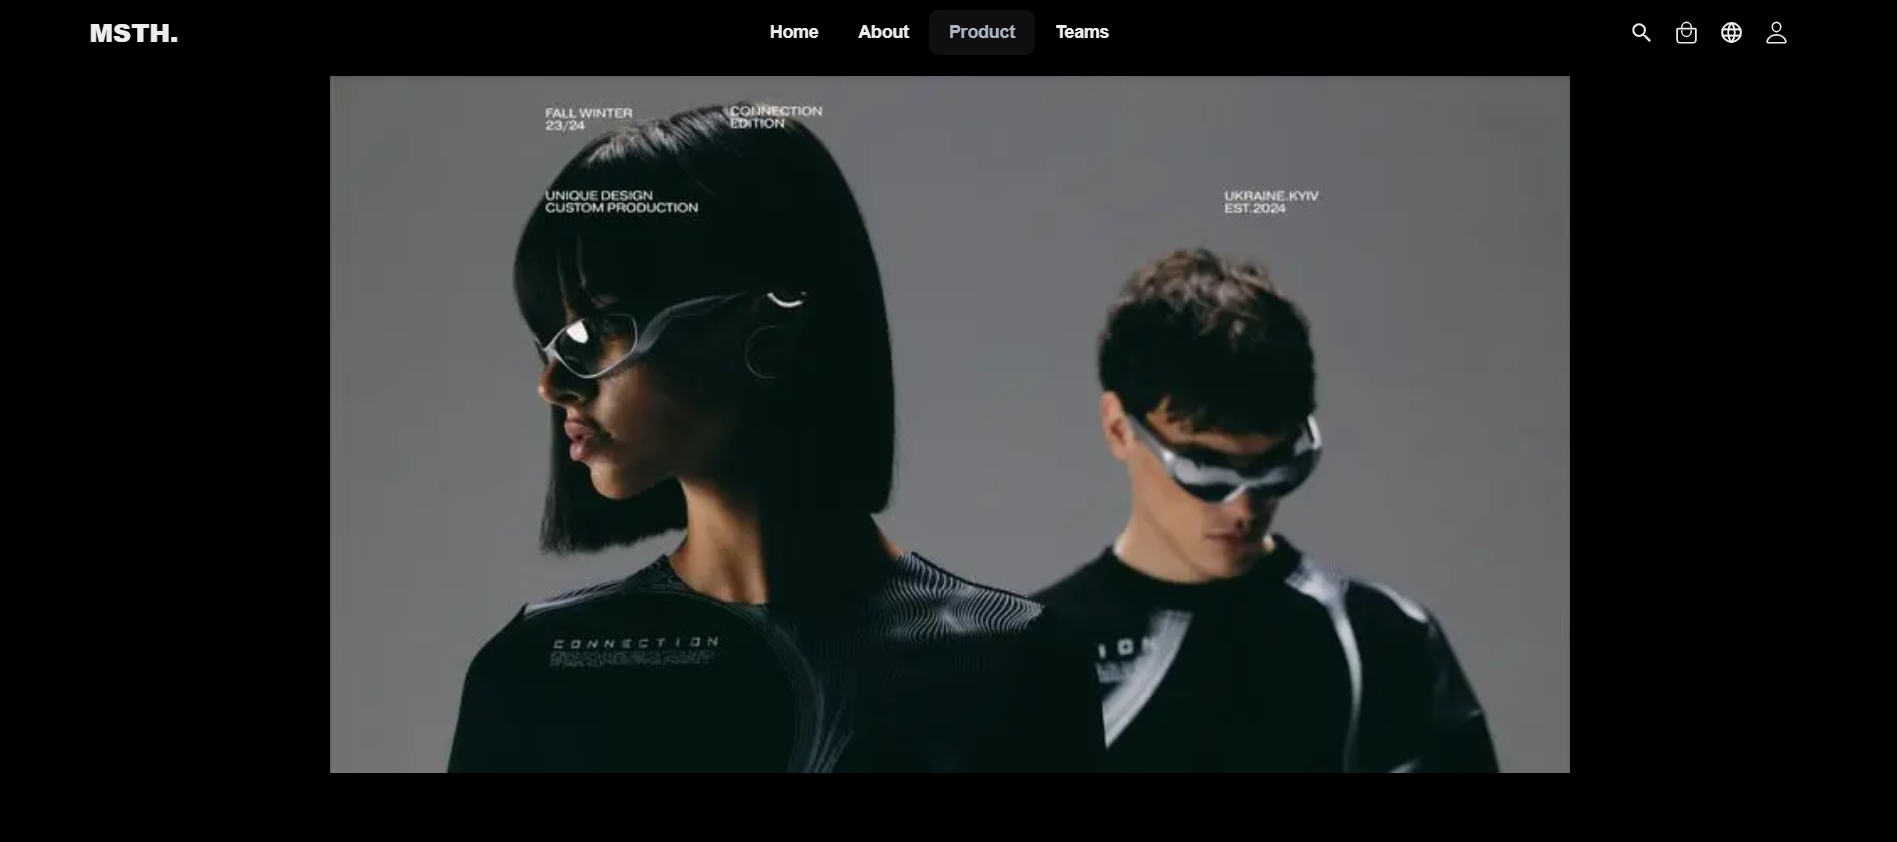 MSTH.
Home About Product Teams
FALL WINTER
23/24
CONNECTION
EDITION
UNIQUE DESIGN
CUSTOM PRODUCTION
UKRAINE.KYIV
EST.2024
CONNECTION
ION